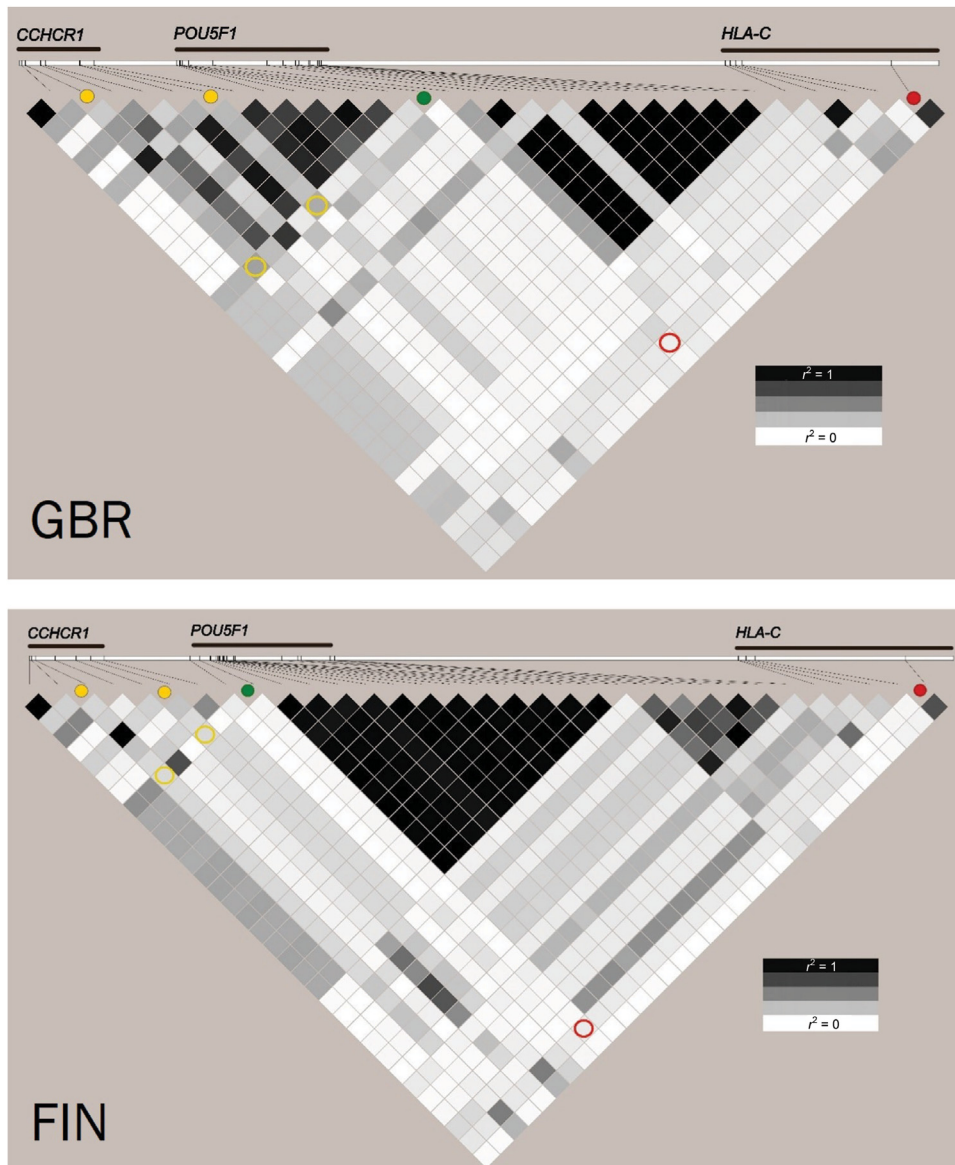 CCHCR1 POU5F1 HLA-C
r² = 1
r² = 0
GBR
CCHCR1 POU5F1 HLA-C
r² = 1
r² = 0
FIN